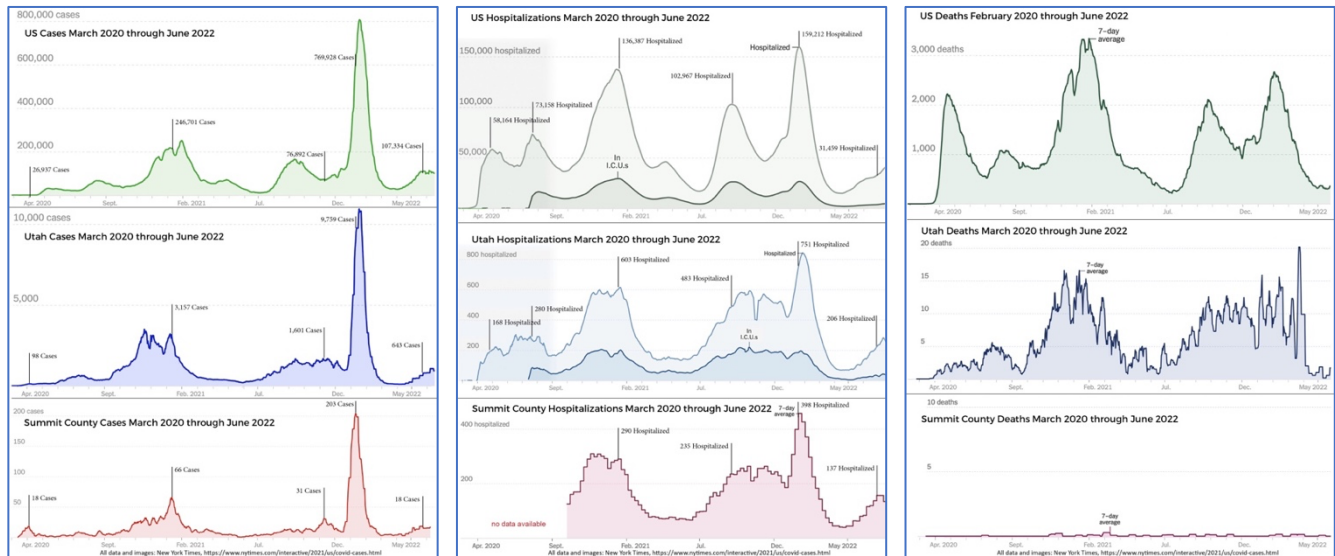 800,000 cases
US Cases March 2020 through June 2022
769,928 Cases
600,000
400,000
246,701 Cases
200,000
76,892 Cases
107,334 Cases
26,937 Cases
Apr. 2020 Sept. Feb. 2021 Jul. Dec. May 2022
10,000 cases
9,759 Cases
Utah Cases March 2020 through June 2022
5,000
3,157 Cases
1,601 Cases
643 Cases
98 Cases
Apr. 2020 Sept. Feb. 2021 Jul. Dec. May 2022
203 Cases
200 cases
Summit County Cases March 2020 through June 2022
150
100
66 Cases
50
31 Cases
18 Cases
18 Cases
Apr. 2020 Sept. Feb. 2021 Jul. Dec. May 2022
All data and images: New York Times, https://www.nytimes.com/interactive/2021/us/covid-cases.html
US Hospitalizations March 2020 through June 2022
159,212 Hospitalized
136,387 Hospitalized
Hospitalized
150,000 hospitalized
102,967 Hospitalized
100,000
73,158 Hospitalized
58,164 Hospitalized
50,000
31,459 Hospitalized
In
I.C.U.s
Apr. 2020 Sept. Feb. 2021 Jul. Dec. May 2022
Utah Hospitalizations March 2020 through June 2022
751 Hospitalized
800 hospitalized
Hospitalized
603 Hospitalized
600
483 Hospitalized
400
280 Hospitalized
168 Hospitalized
206 Hospitalized
200
In
I.C.U.s
Apr. 2020 Sept. Feb. 2021 Jul. Dec. May 2022
Summit County Hospitalizations March 2020 through June 2022
398 Hospitalized
7-day
average
400 hospitalized
290 Hospitalized
235 Hospitalized
137 Hospitalized
200
no data available
Apr. 2020 Sept. Feb. 2021 Jul. Dec. May 2022
All data and images: New York Times, https://www.nytimes.com/interactive/2021/us/covid-cases.html
US Deaths February 2020 through June 2022
7-day
average
3,000 deaths
2,000
1,000
Apr. 2020 Sept. Feb. 2021 Jul. Dec. May 2022
Utah Deaths March 2020 through June 2022
20 deaths
7-day
average
15
10
5
Apr. 2020 Sept. Feb. 2021 Jul. Dec. May 2022
10 deaths
Summit County Deaths March 2020 through June 2022
5
7-day
average
Apr. 2020 Sept. Feb. 2021 Jul. Dec. May 2022
All data and images: New York Times, https://www.nytimes.com/interactive/2021/us/covid-cases.html